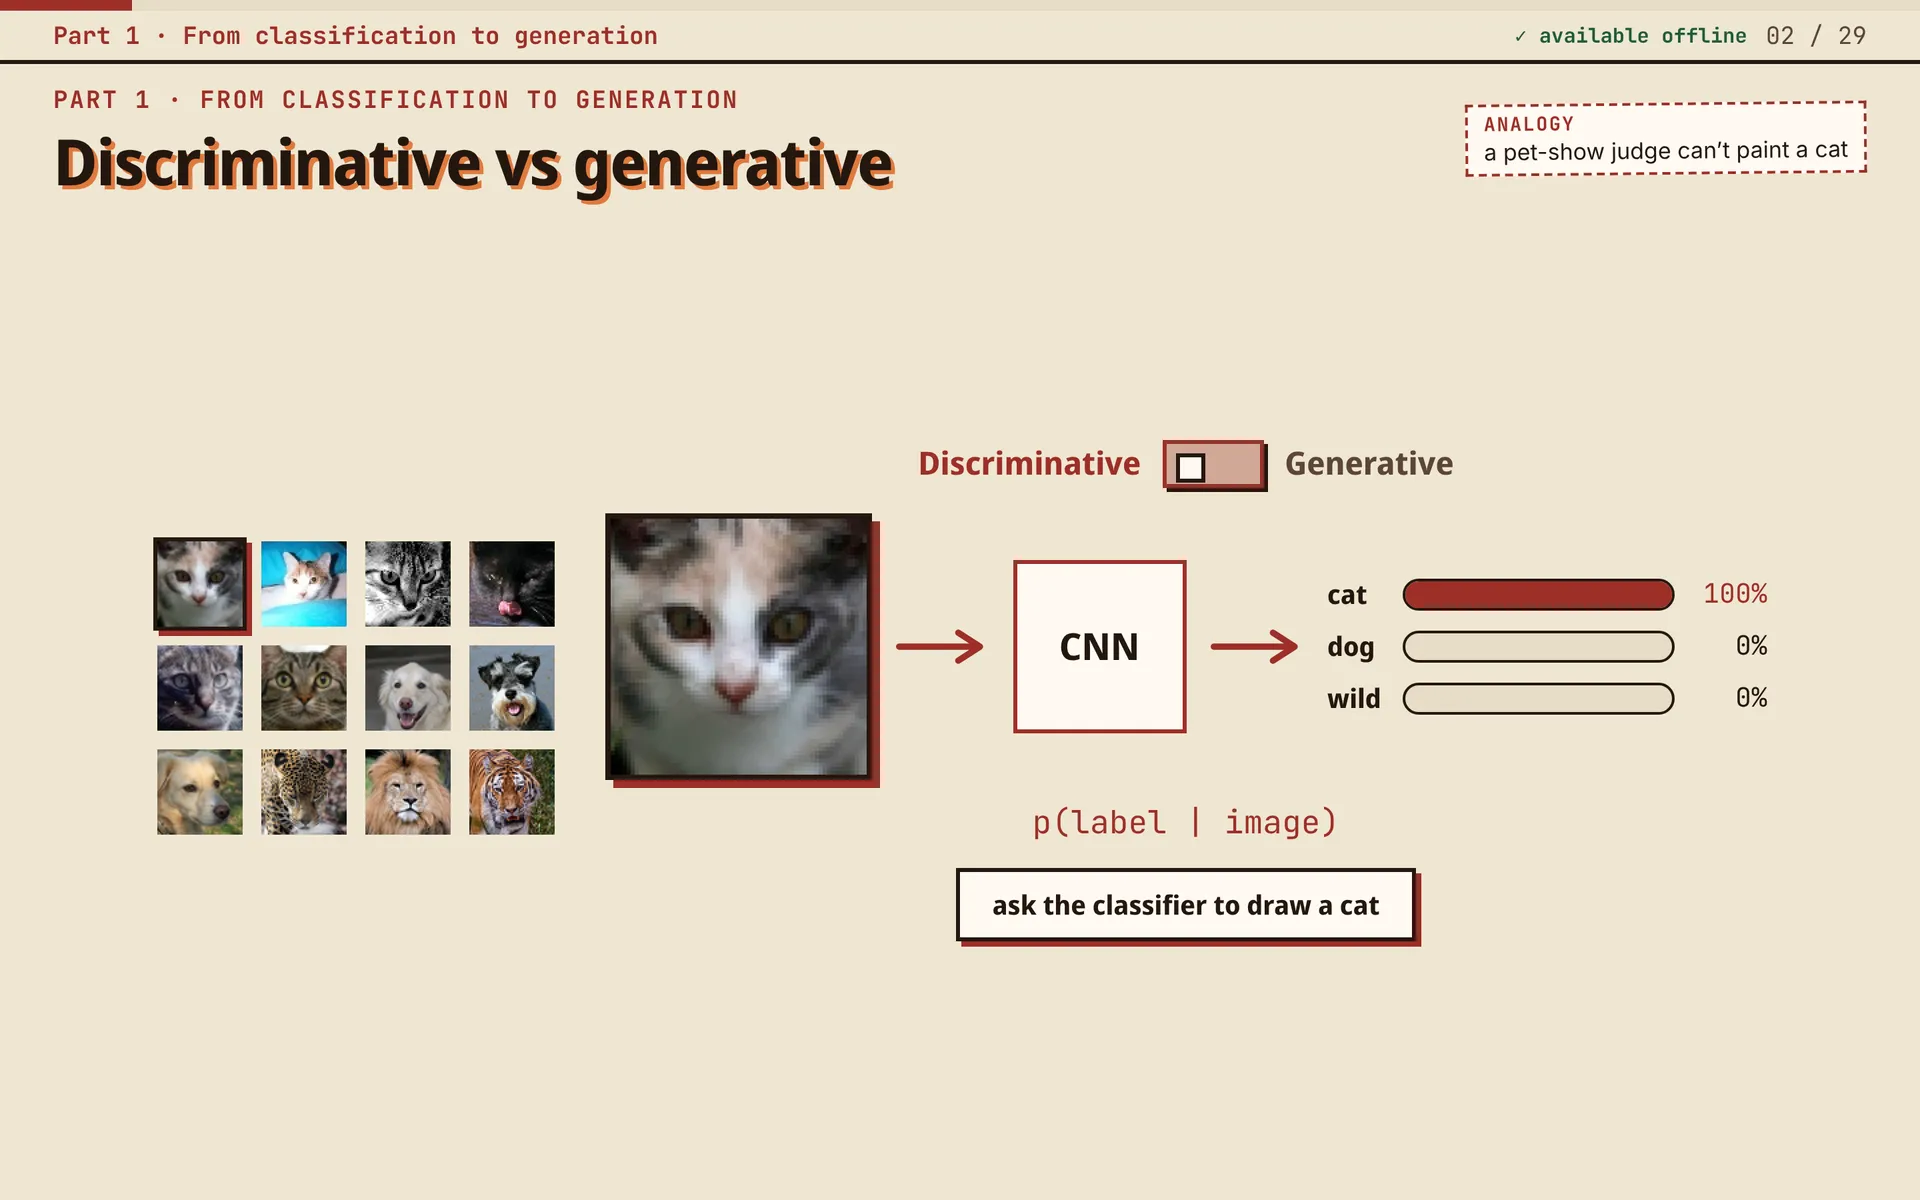 Part 1 · From classification to generation
✓ available offline 02 / 29
PART 1 · FROM CLASSIFICATION TO GENERATION
Discriminative vs generative
ANALOGY
a pet-show judge can’t paint a cat
Discriminative Generative
CNN
cat 100%
dog 0%
wild 0%
p(label | image)
ask the classifier to draw a cat